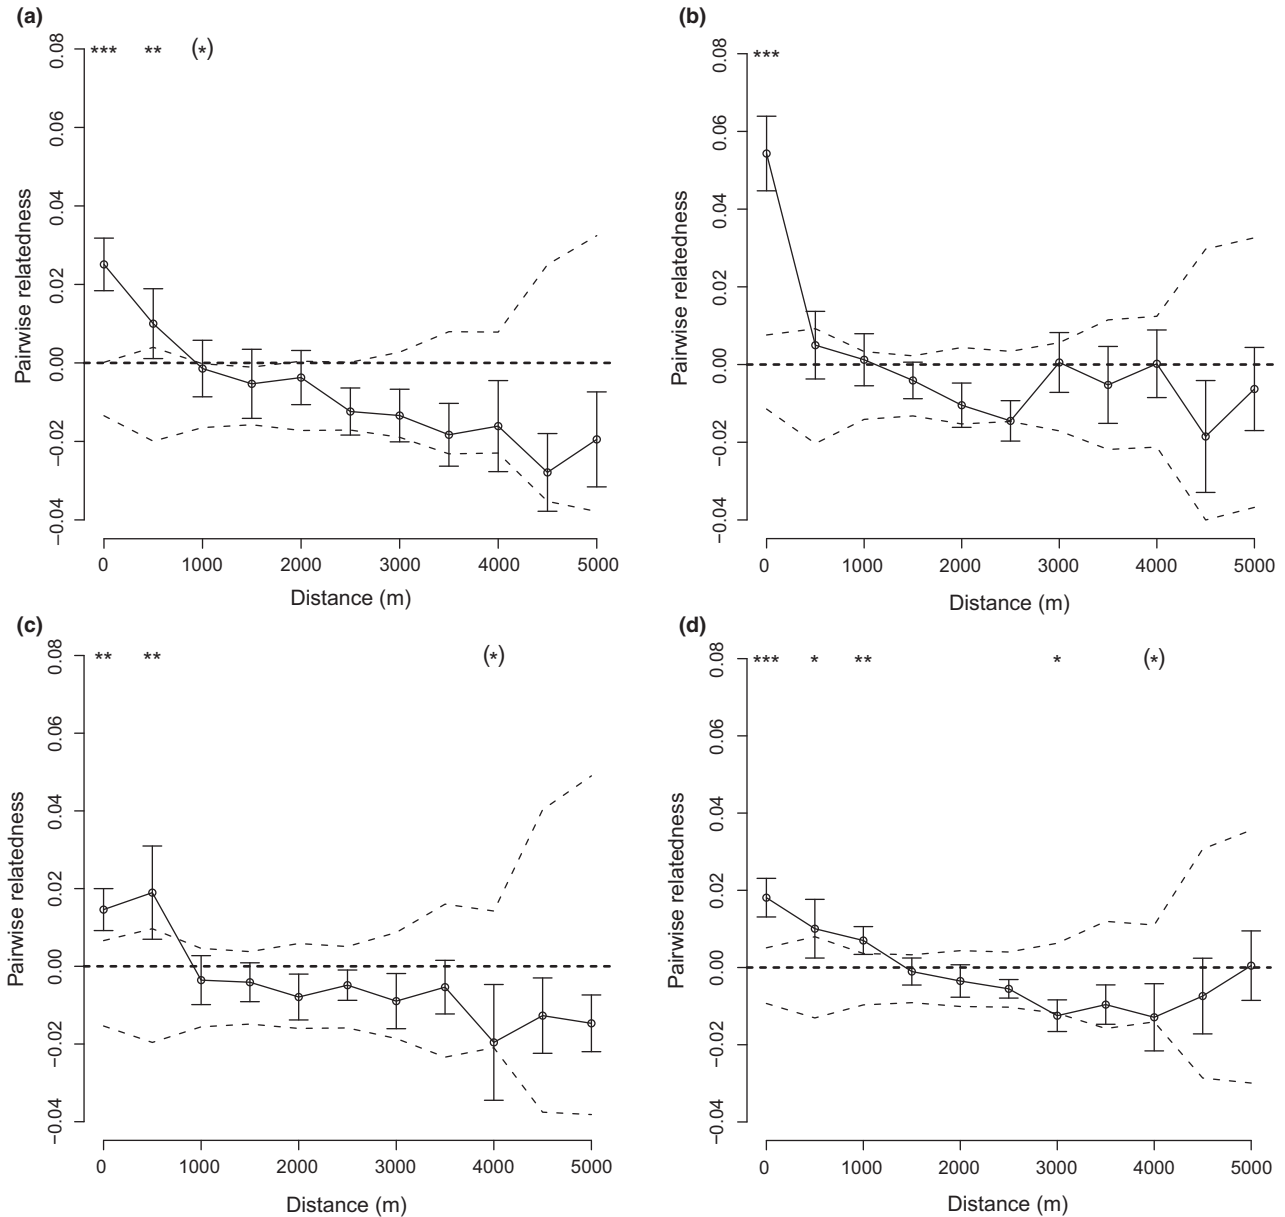 (a)
*** ** (*)
0.08
0.06
0.04
0.02
0.00
−0.02
−0.04
Pairwise relatedness
0 1000 2000 3000 4000 5000
Distance (m)
(b)
***
0.08
0.06
0.04
0.02
0.00
−0.02
−0.04
Pairwise relatedness
0 1000 2000 3000 4000 5000
Distance (m)
(c)
** ** (*)
0.08
0.06
0.04
0.02
0.00
−0.02
−0.04
Pairwise relatedness
0 1000 2000 3000 4000 5000
Distance (m)
(d)
*** * ** * (*)
0.08
0.06
0.04
0.02
0.00
−0.02
−0.04
Pairwise relatedness
0 1000 2000 3000 4000 5000
Distance (m)